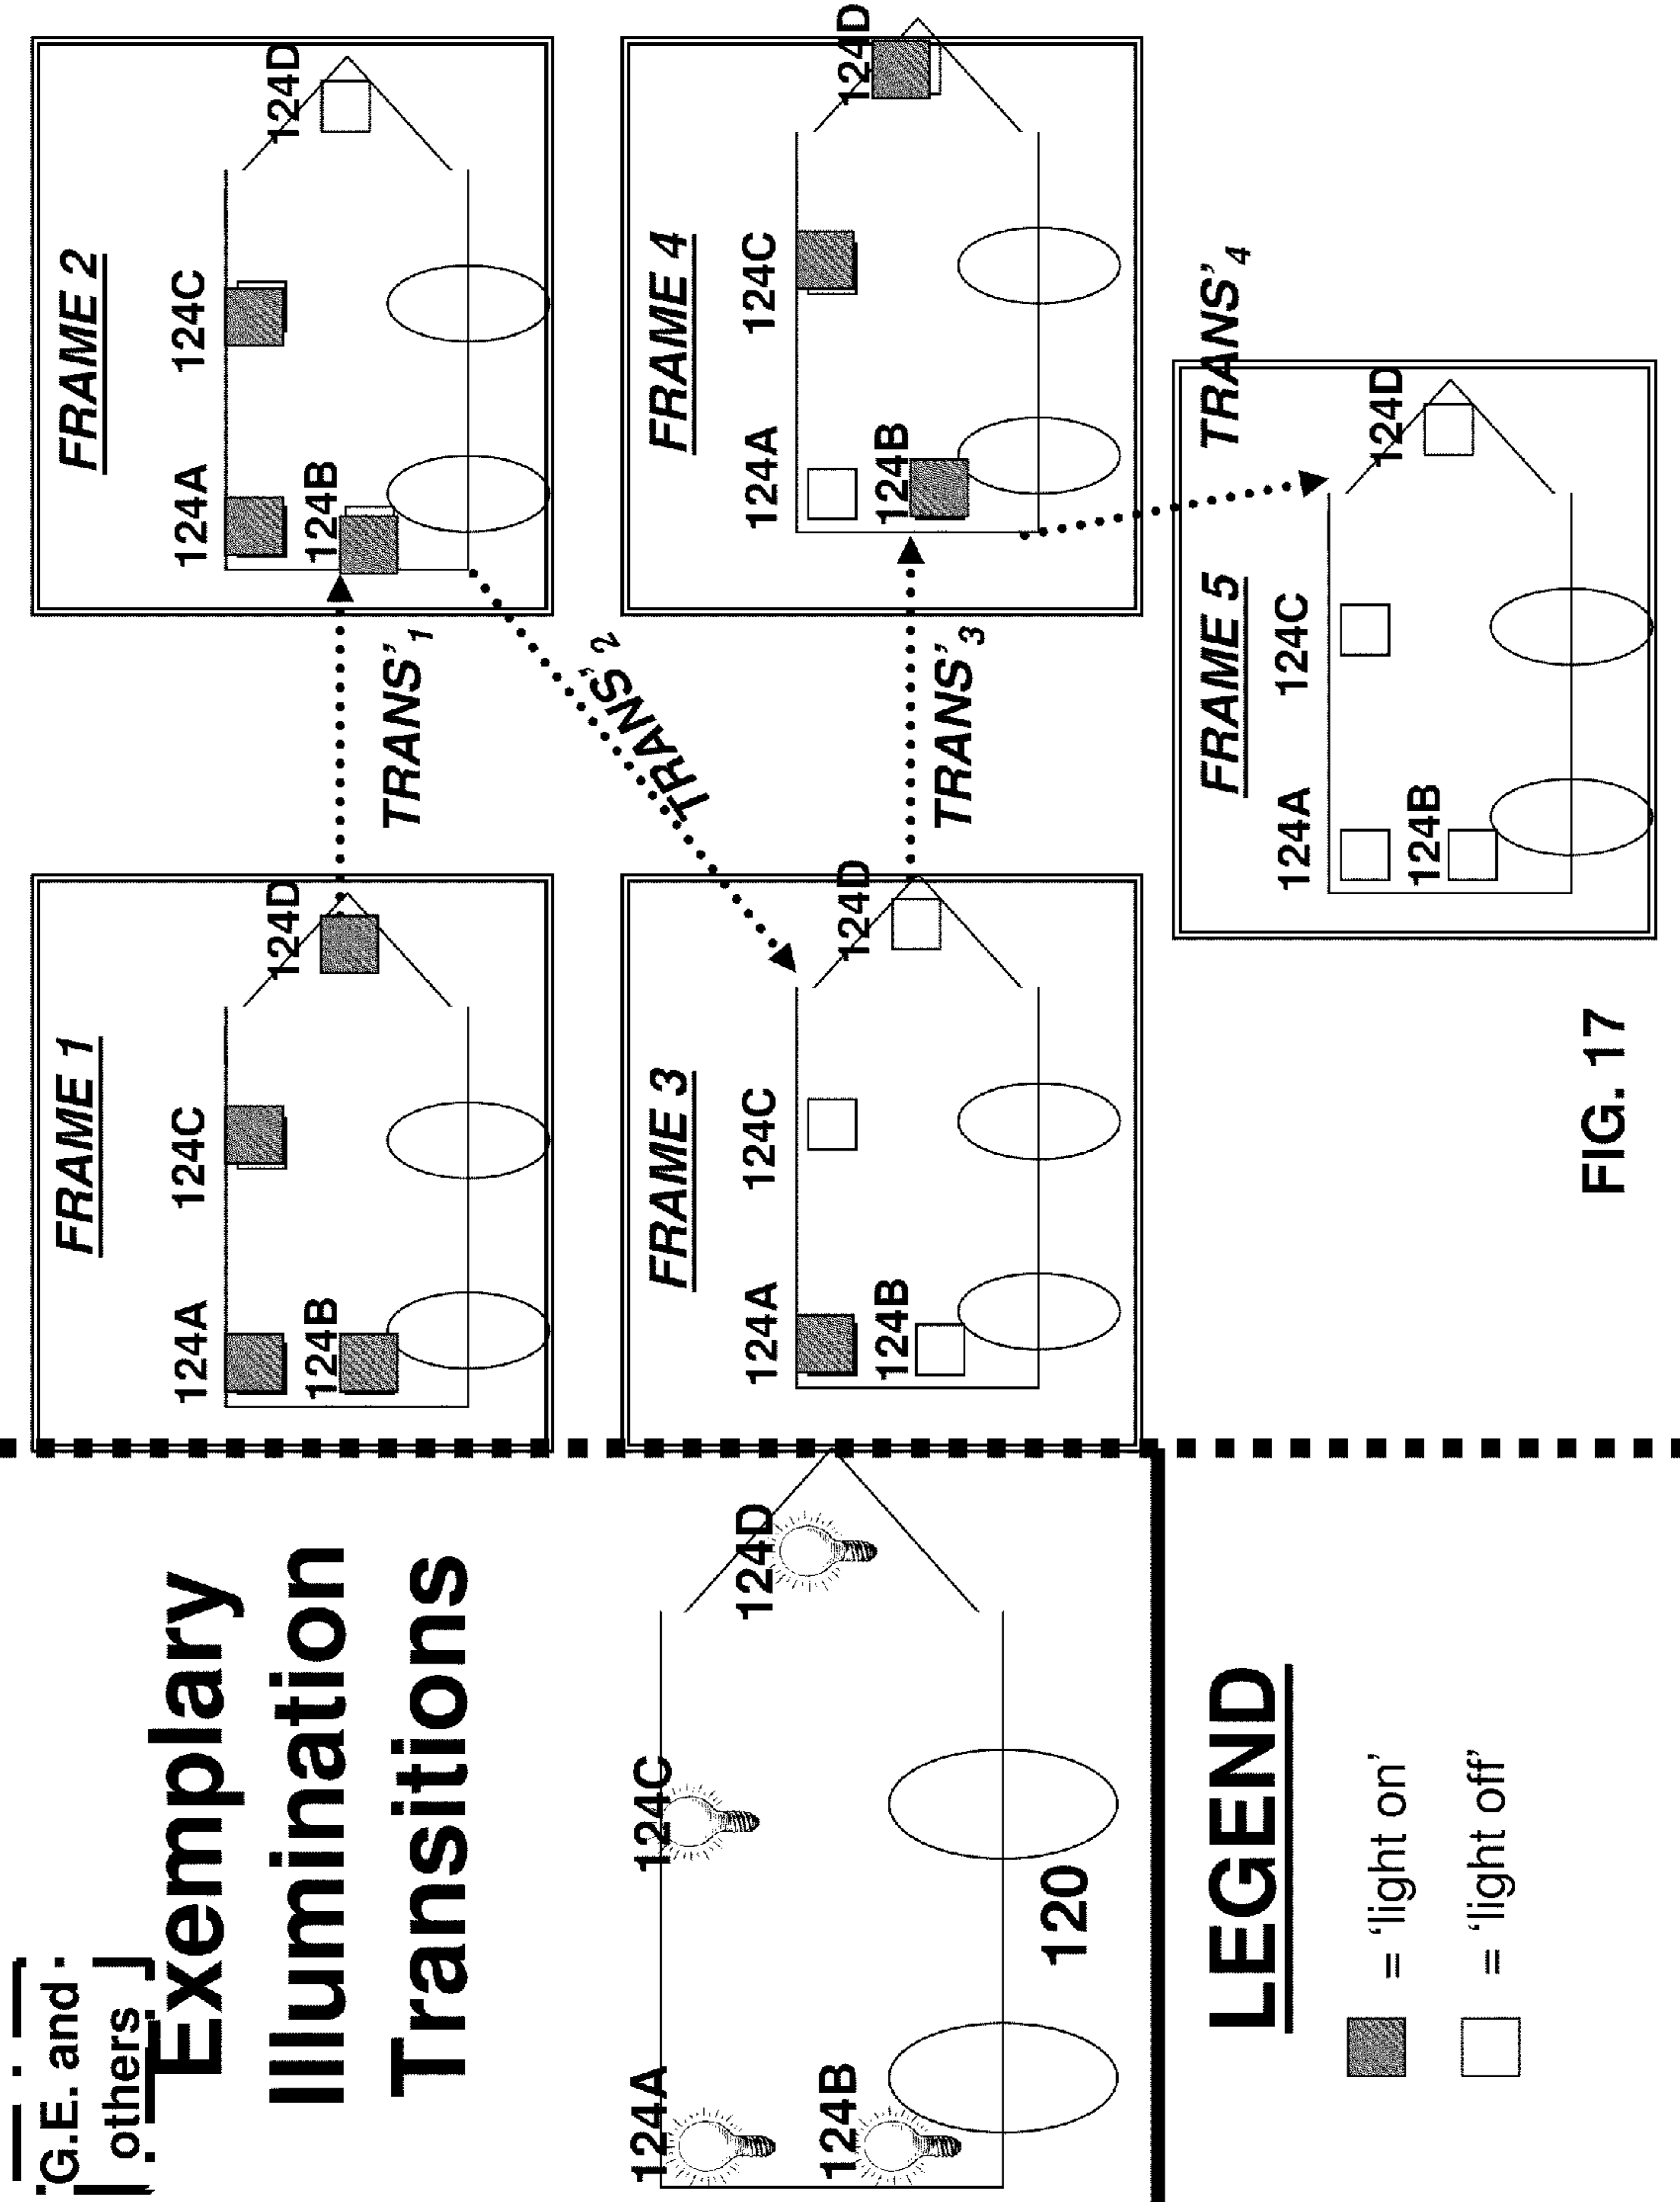 G.E. and
others
Exemplary
Illumination
Transitions
124A
124C
124D
124B
120
LEGEND
= 'light on'
= 'light off'
FRAME 1
124A
124C
124D
124B
TRANS'1
FRAME 2
124A
124C
124D
124B
TRANS'2
FRAME 3
124A
124C
124D
124B
TRANS'3
FRAME 4
124A
124C
124D
124B
TRANS'4
FRAME 5
124A
124C
124D
124B
FIG. 17